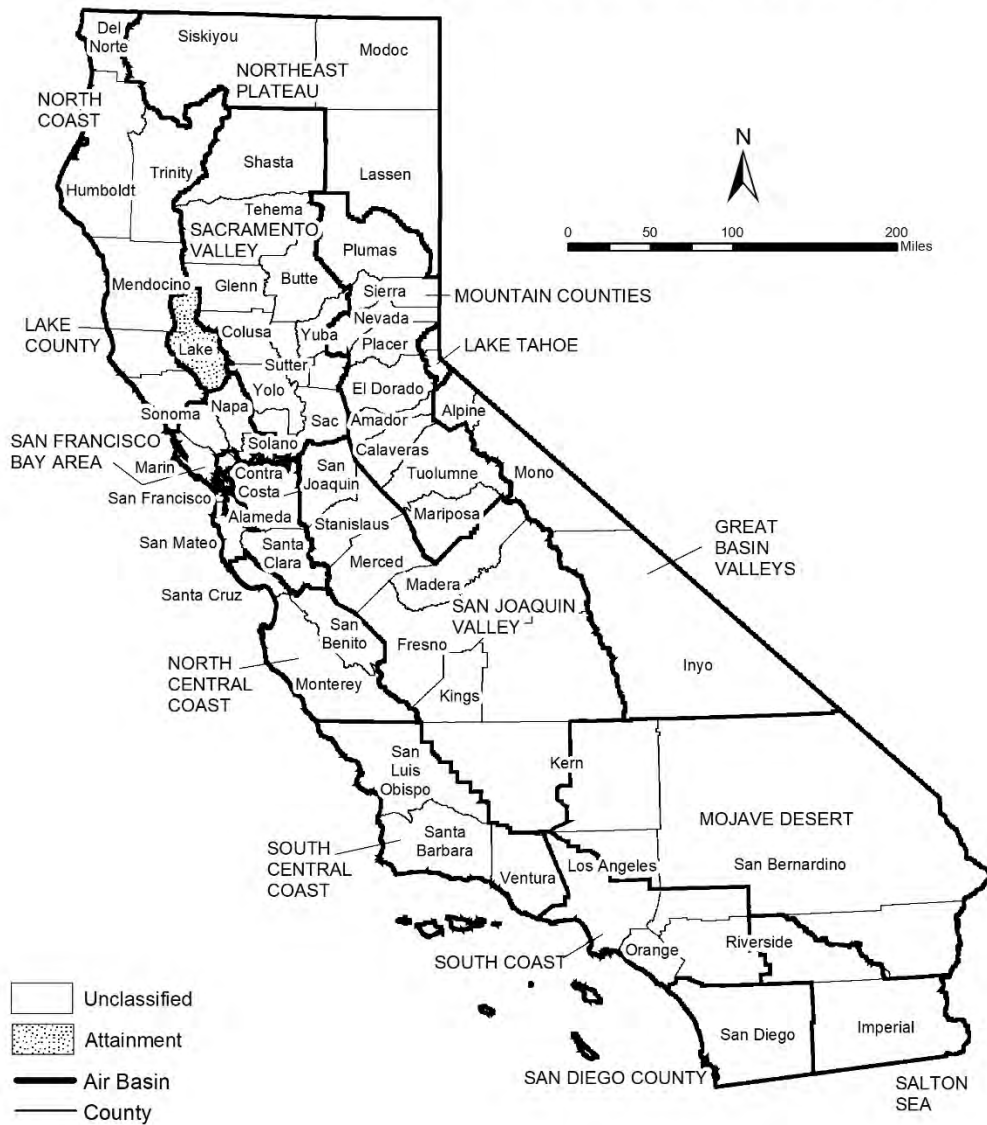 Del
Norte
Siskiyou
Modoc
NORTHEAST
PLATEAU
NORTH
COAST
N
Trinity
Shasta
Lassen
Humboldt
Tehema
SACRAMENTO
VALLEY
Plumas
0 50 100 200
Miles
Mendocino
Glenn
Butte
Sierra
MOUNTAIN COUNTIES
LAKE
COUNTY
Colusa
Yuba
Nevada
Placer
Lake
Sutter
LAKE TAHOE
Yolo
El Dorado
Sonoma
Napa
Sac
Amador
Alpine
SAN FRANCISCO
BAY AREA
Solano
Calaveras
Marin
Contra
Costa
San
Joaquin
Tuolumne
Mono
San Francisco
Alameda
Stanislaus
Mariposa
GREAT
BASIN
VALLEYS
San Mateo
Santa
Clara
Merced
Madera
Santa Cruz
SAN JOAQUIN
VALLEY
San
Benito
Fresno
Inyo
NORTH
CENTRAL
COAST
Monterey
Kings
San
Luis
Obispo
Kern
MOJAVE DESERT
SOUTH
CENTRAL
COAST
Santa
Barbara
Ventura
Los Angeles
San Bernardino
Orange
Riverside
SOUTH COAST
San Diego
Imperial
SAN DIEGO COUNTY
SALTON
SEA
Unclassified
Attainment
Air Basin
County